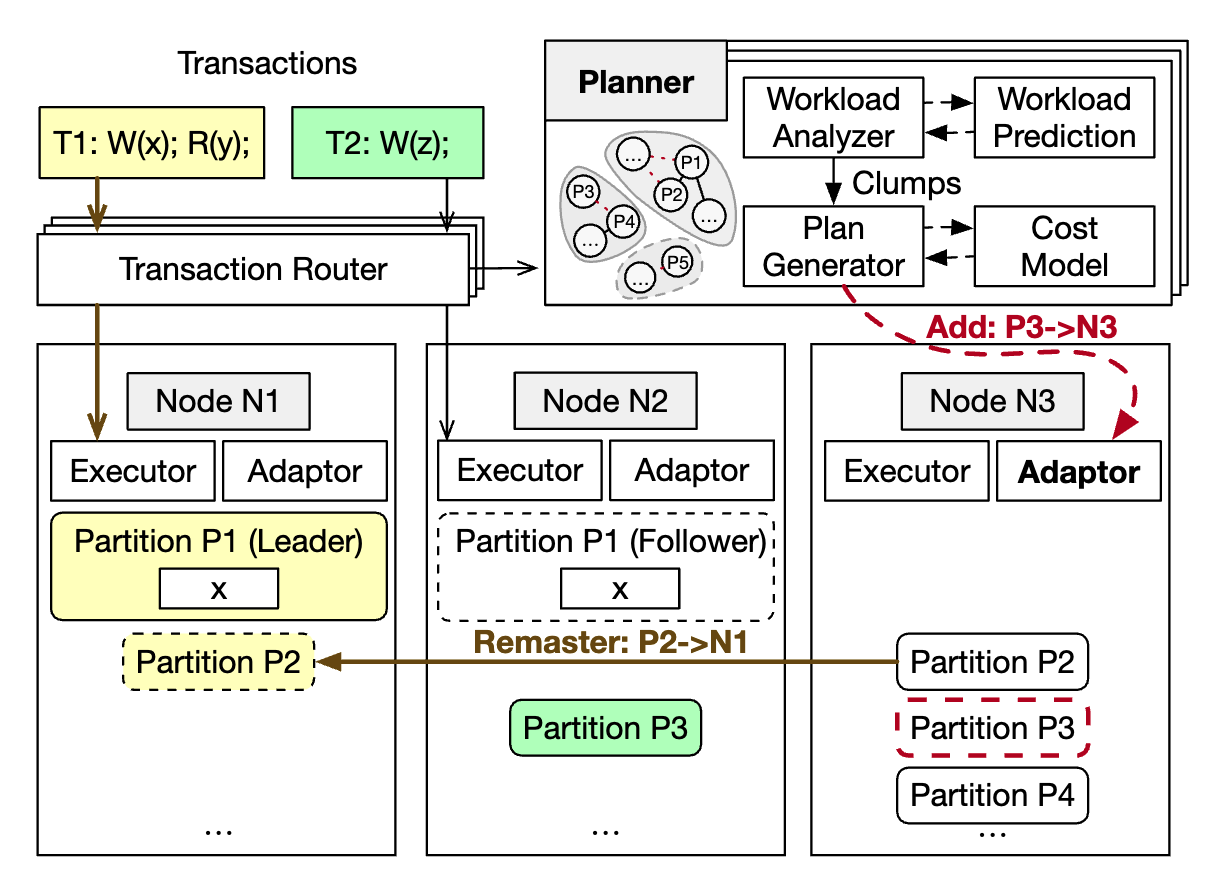 Transactions
T1: W(x); R(y);
T2: W(z);
Transaction Router
Planner
Workload
Analyzer
Workload
Prediction
Clumps
Plan
Generator
Cost
Model
...
P1
P2
...
P3
P4
...
P5
...
Add: P3->N3
Node N1
Executor
Adaptor
Partition P1 (Leader)
x
Partition P2
...
Node N2
Executor
Adaptor
Partition P1 (Follower)
x
Remaster: P2->N1
Partition P3
...
Node N3
Executor
Adaptor
Partition P2
Partition P3
Partition P4
...